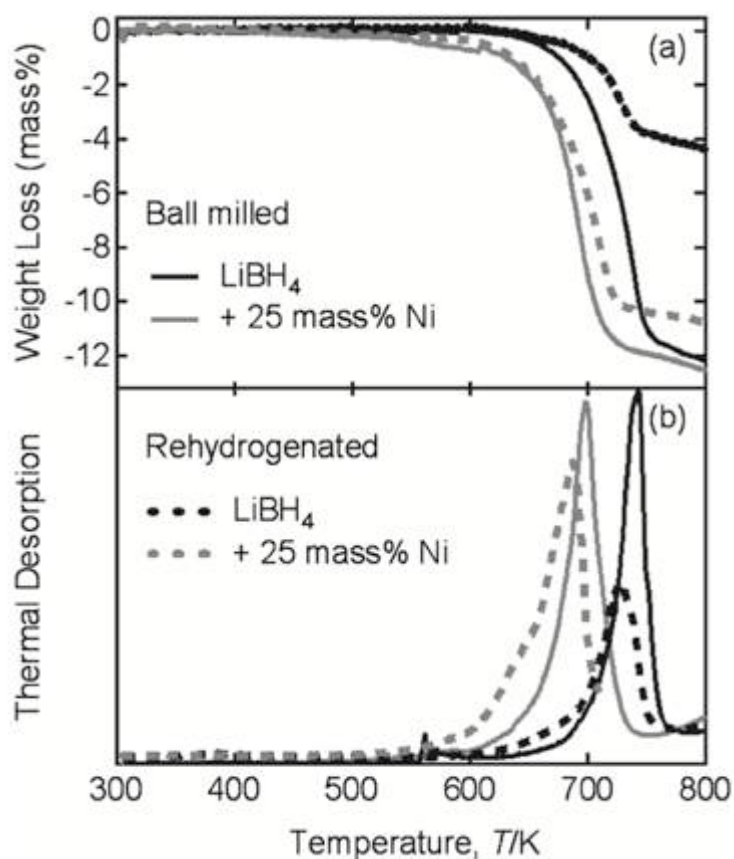 0
-2
-4
-6
-8
-10
-12
Weight Loss (mass%)
(a)
Ball milled
LiBH₄
+ 25 mass% Ni
(b)
Rehydrogenated
LiBH₄
+ 25 mass% Ni
Thermal Desorption
300 400 500 600 700 800
Temperature, T/K